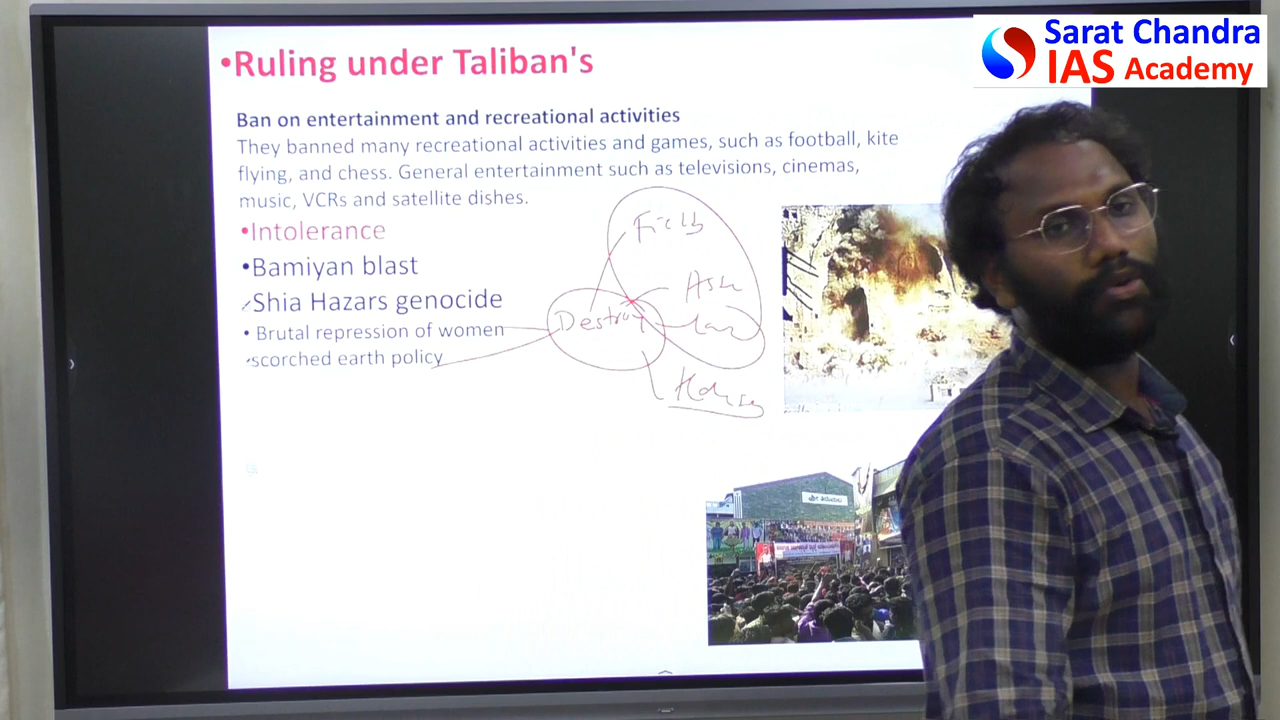 Sarat Chandra
IAS Academy
•Ruling under Taliban's
Ban on entertainment and recreational activities
They banned many recreational activities and games, such as football, kite
flying, and chess. General entertainment such as televisions, cinemas,
music, VCRs and satellite dishes.
•Intolerance
•Bamiyan blast
Shia Hazars genocide
• Brutal repression of women
scorched earth policy
Destroy